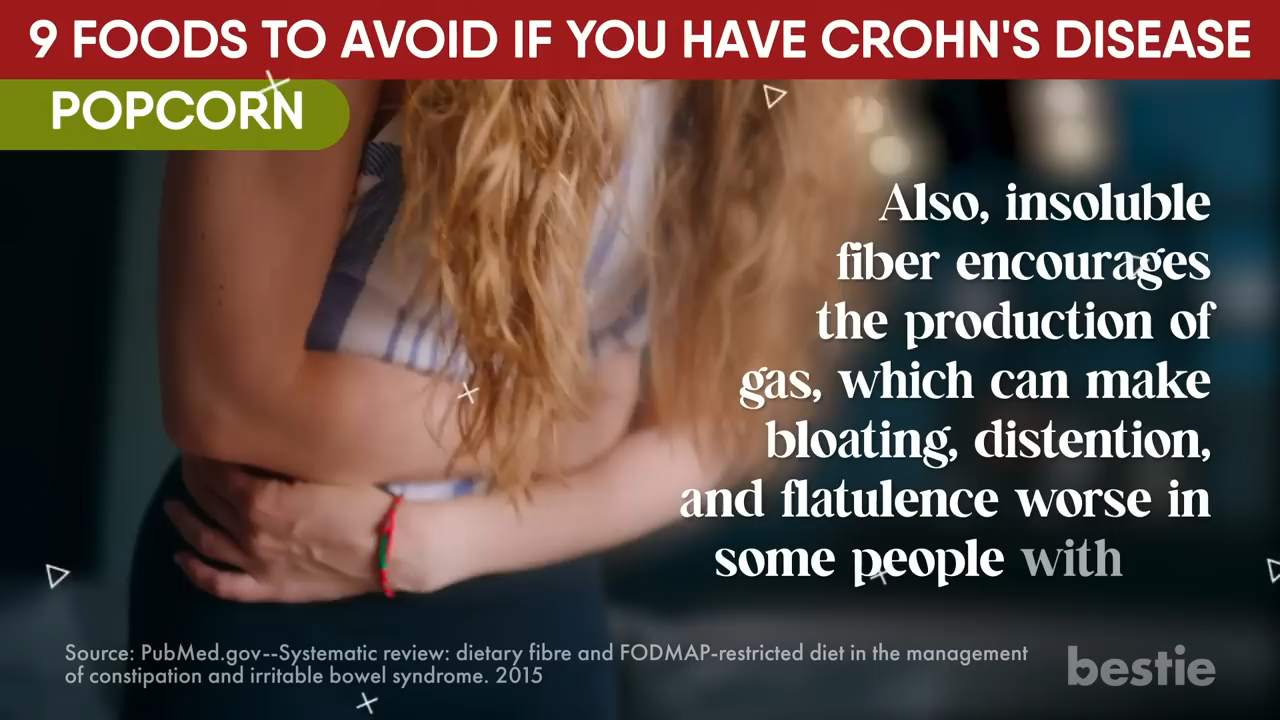 9 FOODS TO AVOID IF YOU HAVE CROHN'S DISEASE
POPCORN
Also, insoluble
fiber encourages
the production of
gas, which can make
bloating, distention,
and flatulence worse in
some people with
Source: PubMed.gov--Systematic review: dietary fibre and FODMAP-restricted diet in the management
of constipation and irritable bowel syndrome. 2015
bestie